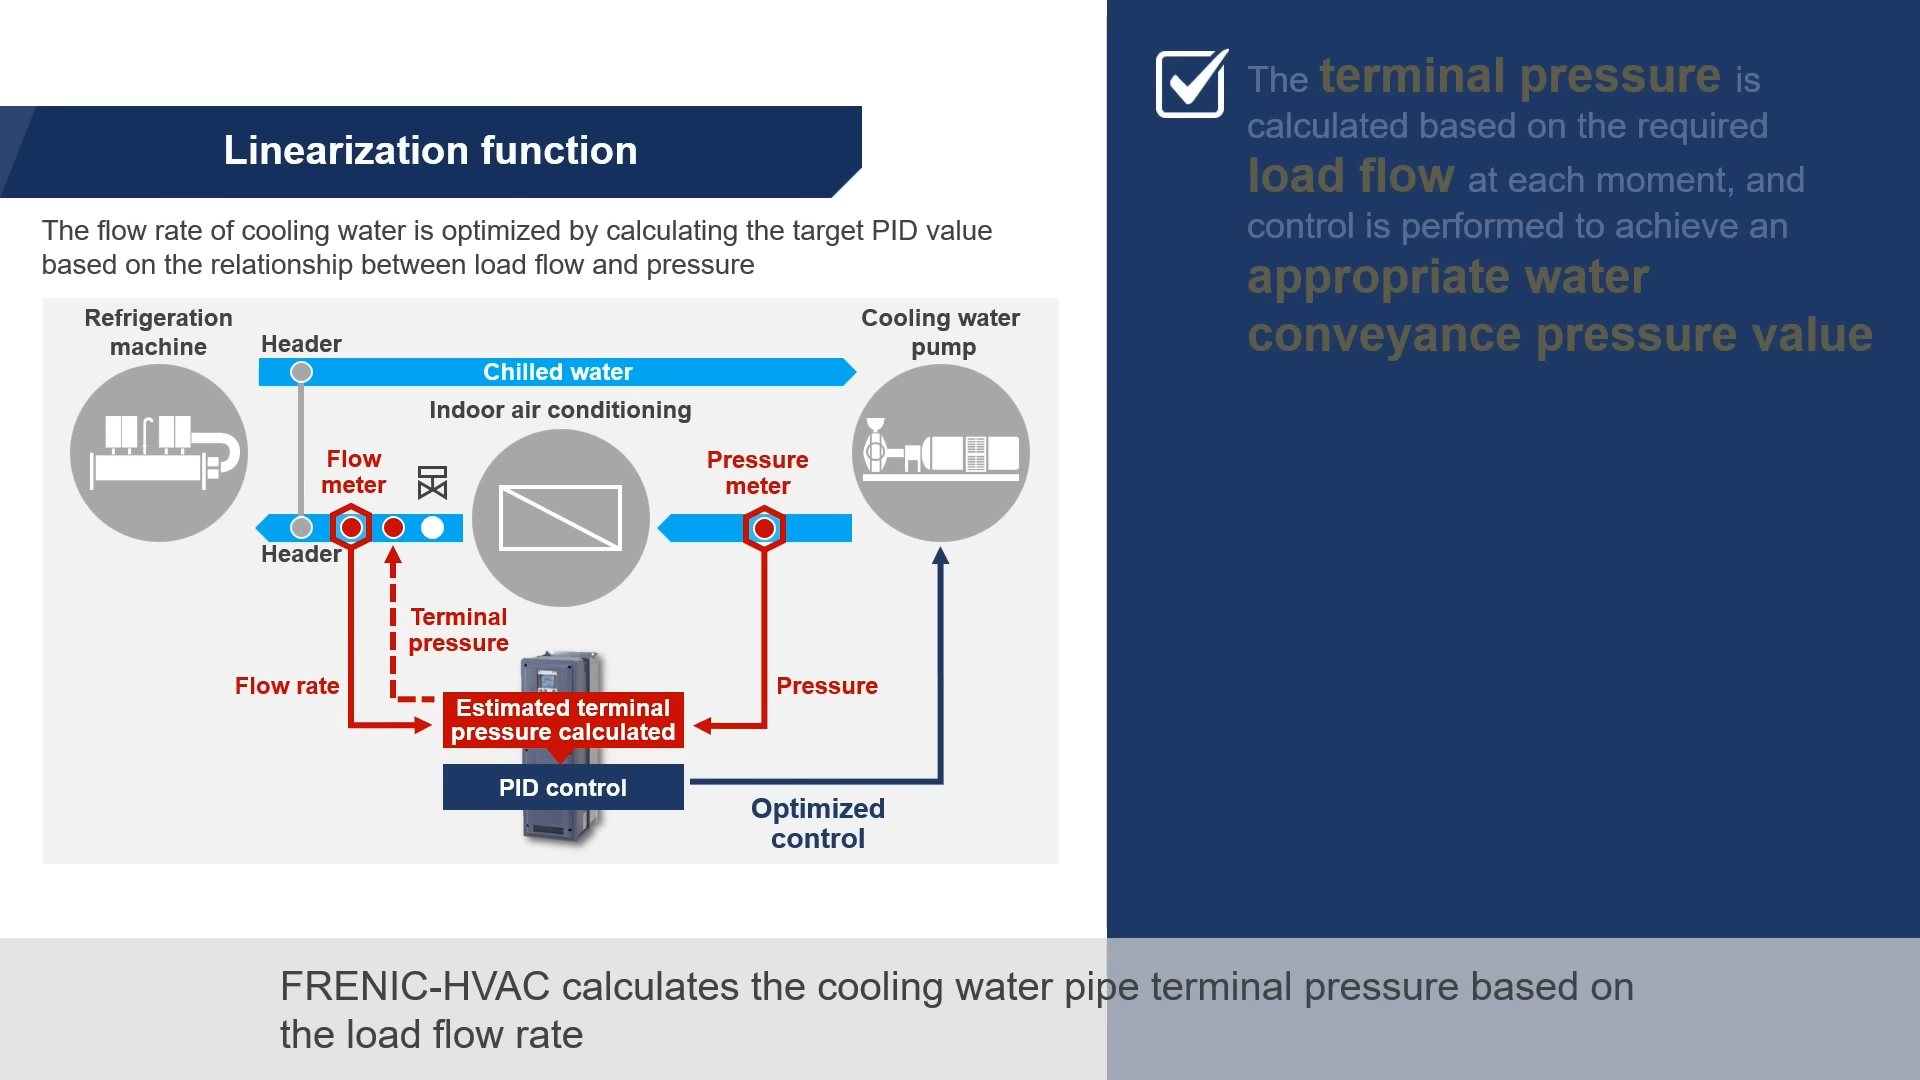 Linearization function
The flow rate of cooling water is optimized by calculating the target PID value
based on the relationship between load flow and pressure
Refrigeration
machine
Header
Chilled water
Cooling water
pump
Indoor air conditioning
Flow
meter
Pressure
meter
Header
Terminal
pressure
Flow rate
Pressure
Estimated terminal
pressure calculated
PID control
Optimized
control
The terminal pressure is
calculated based on the required
load flow at each moment, and
control is performed to achieve an
appropriate water
conveyance pressure value
FRENIC-HVAC calculates the cooling water pipe terminal pressure based on
the load flow rate